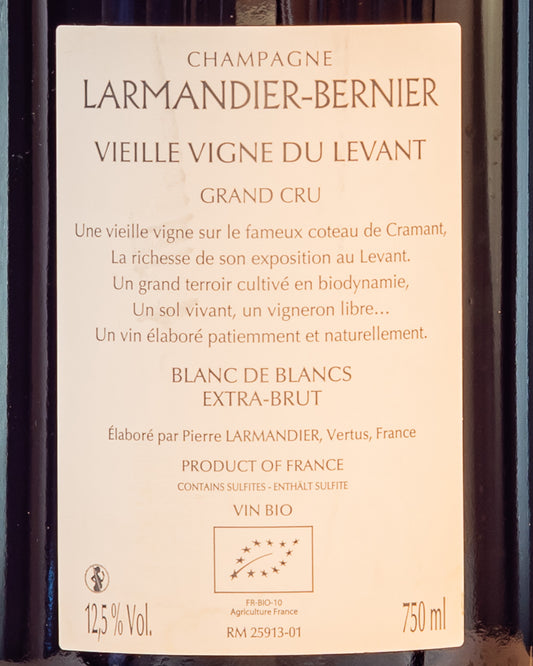 CHAMPAGNE
LARMANDIER-BERNIER
VIEILLE VIGNE DU LEVANT
GRAND CRU
Une vieille vigne sur le fameux coteau de Cramant,
La richesse de son exposition au Levant.
Un grand terroir cultivé en biodynamie,
Un sol vivant, un vigneron libre...
Un vin élaboré patiemment et naturellement.
BLANC DE BLANCS
EXTRA-BRUT
Élaboré par Pierre LARMANDIER, Vertus, France
PRODUCT OF FRANCE
CONTAINS SULFITES - ENTHÄLT SULFITE
VIN BIO
FR-BIO-10
Agriculture France
12,5 % Vol.
RM 25913-01
750 ml